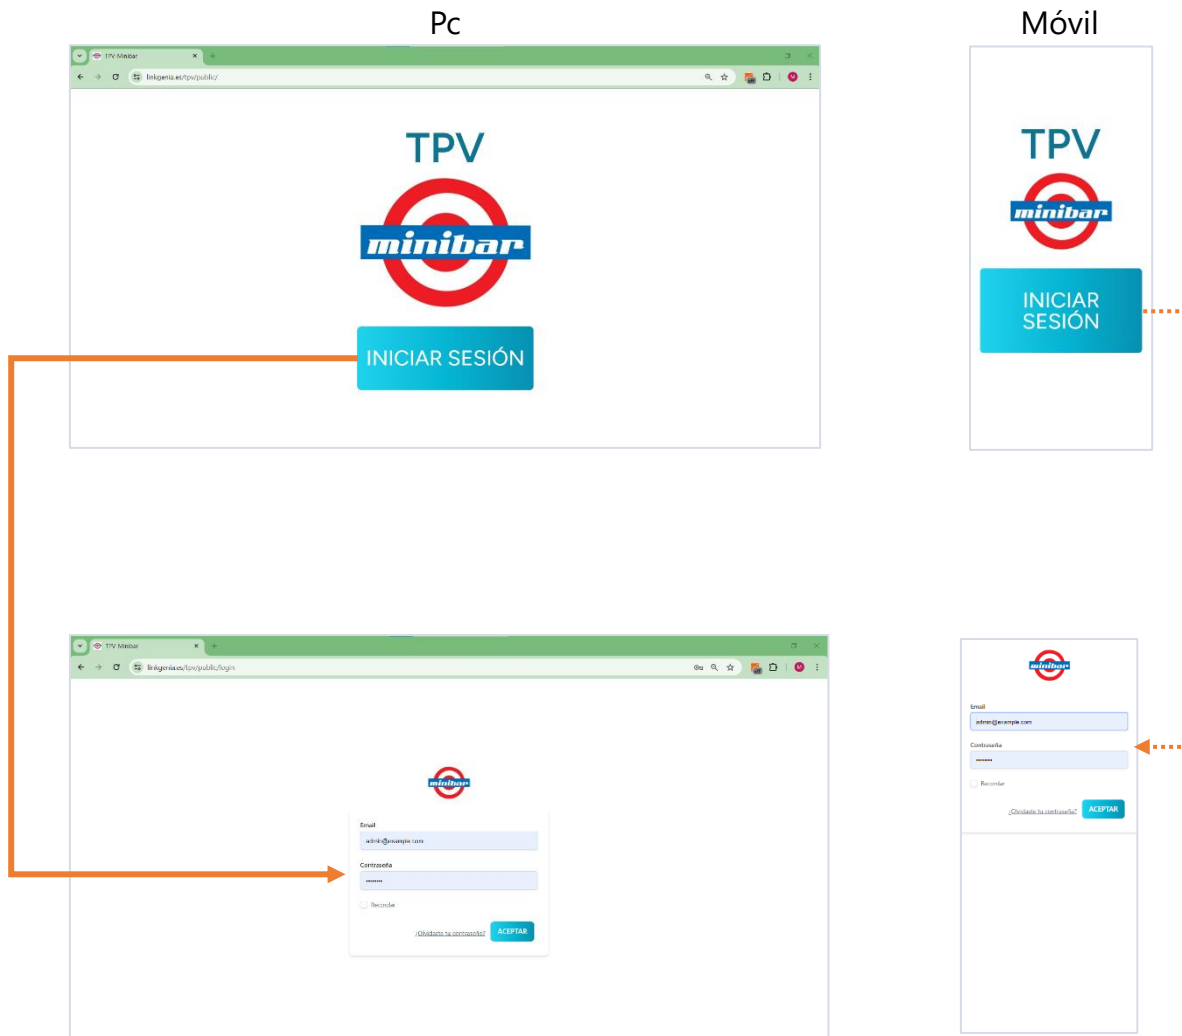 Pc
Móvil
TPV Minibar
linkgenia.es/tpv/public/
TPV
minibar
INICIAR SESIÓN
TPV
minibar
INICIAR
SESIÓN
TPV Minibar
linkgenia.es/tpv/public/login
minibar
Email
admin@example.com
Contraseña
Recordar
¿Olvidaste tu contraseña?
ACEPTAR
minibar
Email
admin@example.com
Contraseña
Recordar
¿Olvidaste tu contraseña?
ACEPTAR